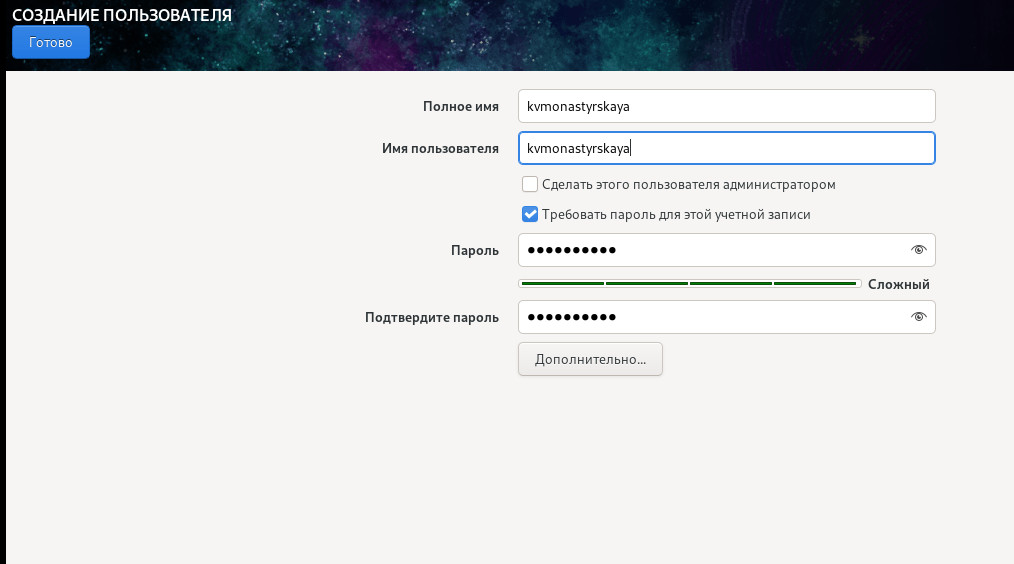 СОЗДАНИЕ ПОЛЬЗОВАТЕЛЯ
Готово
Полное имя kvmonastyrskaya
Имя пользователя kvmonastyrskaya
Сделать этого пользователя администратором
Требовать пароль для этой учетной записи
Пароль ●●●●●●●●●●
Сложный
Подтвердите пароль ●●●●●●●●●●
Дополнительно...